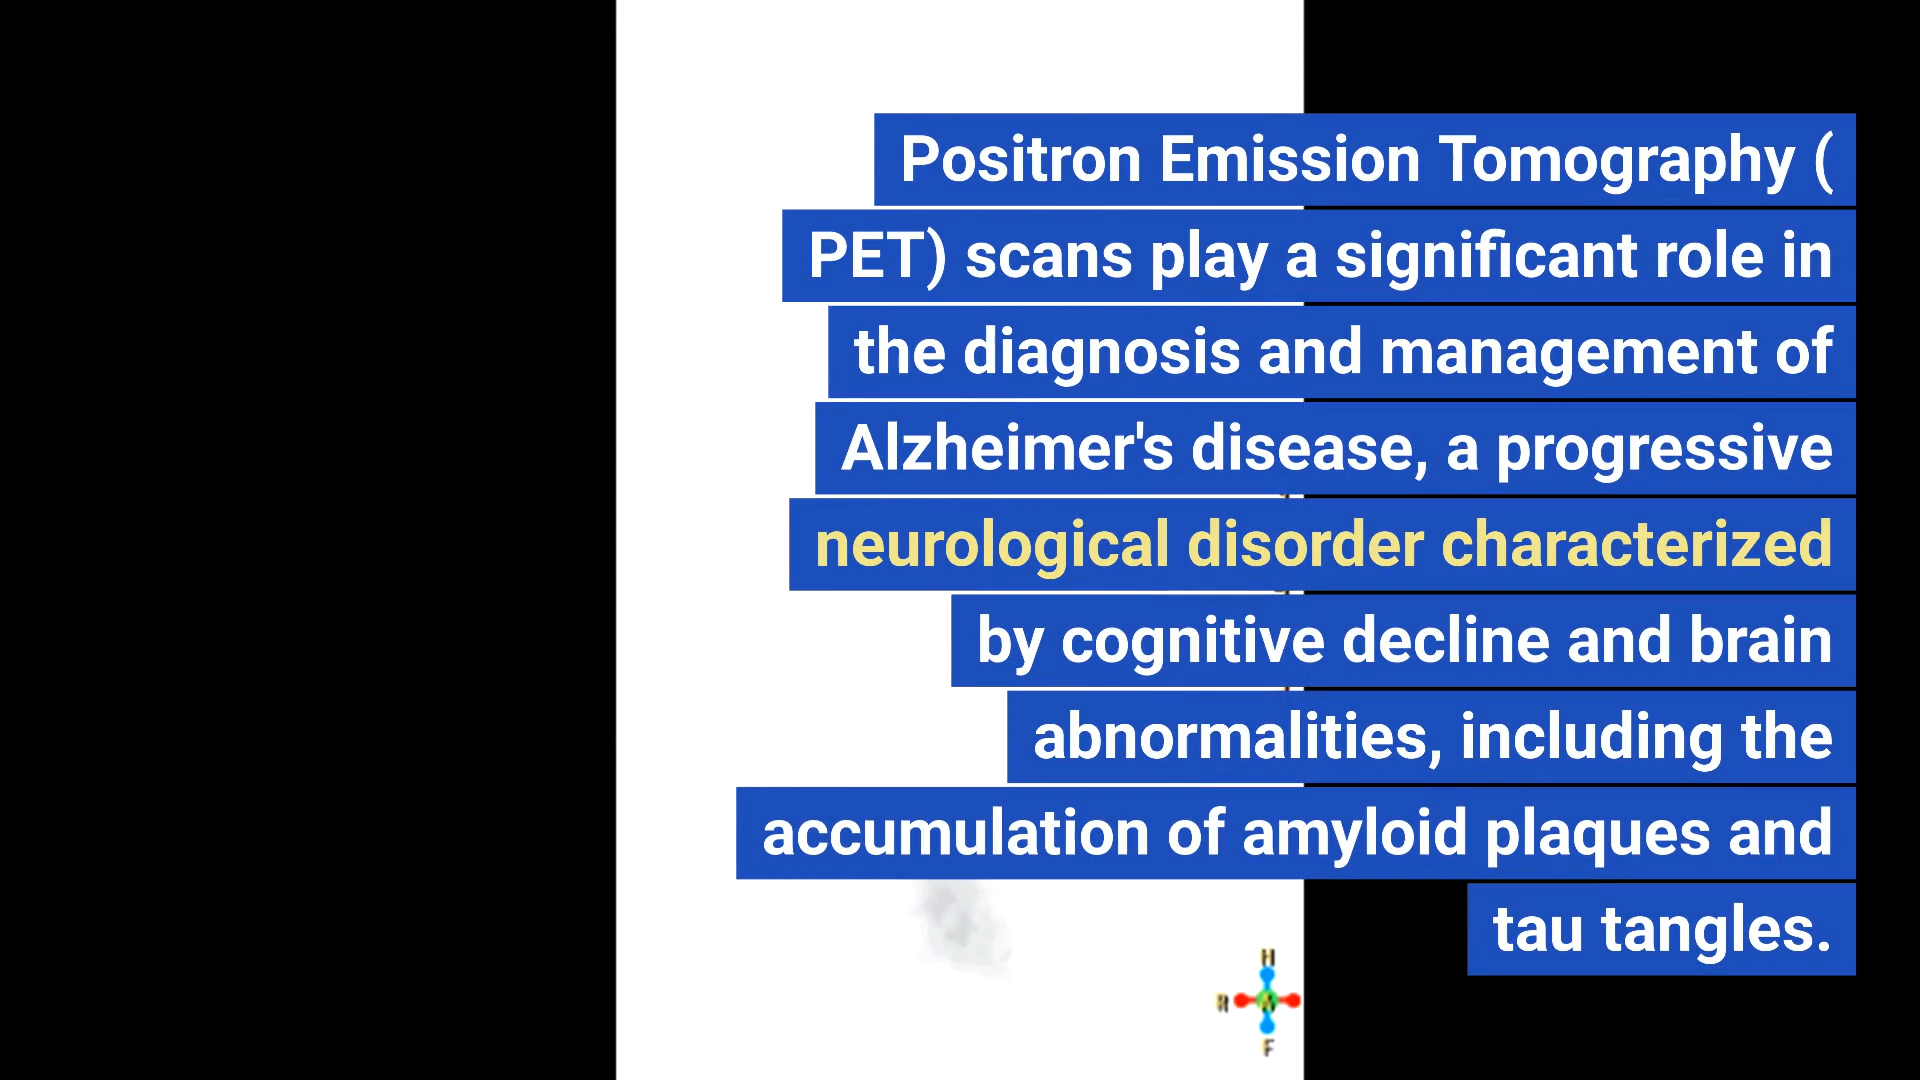 Positron Emission Tomography (
PET) scans play a significant role in
the diagnosis and management of
Alzheimer's disease, a progressive
neurological disorder characterized
by cognitive decline and brain
abnormalities, including the
accumulation of amyloid plaques and
tau tangles.
H
R
F